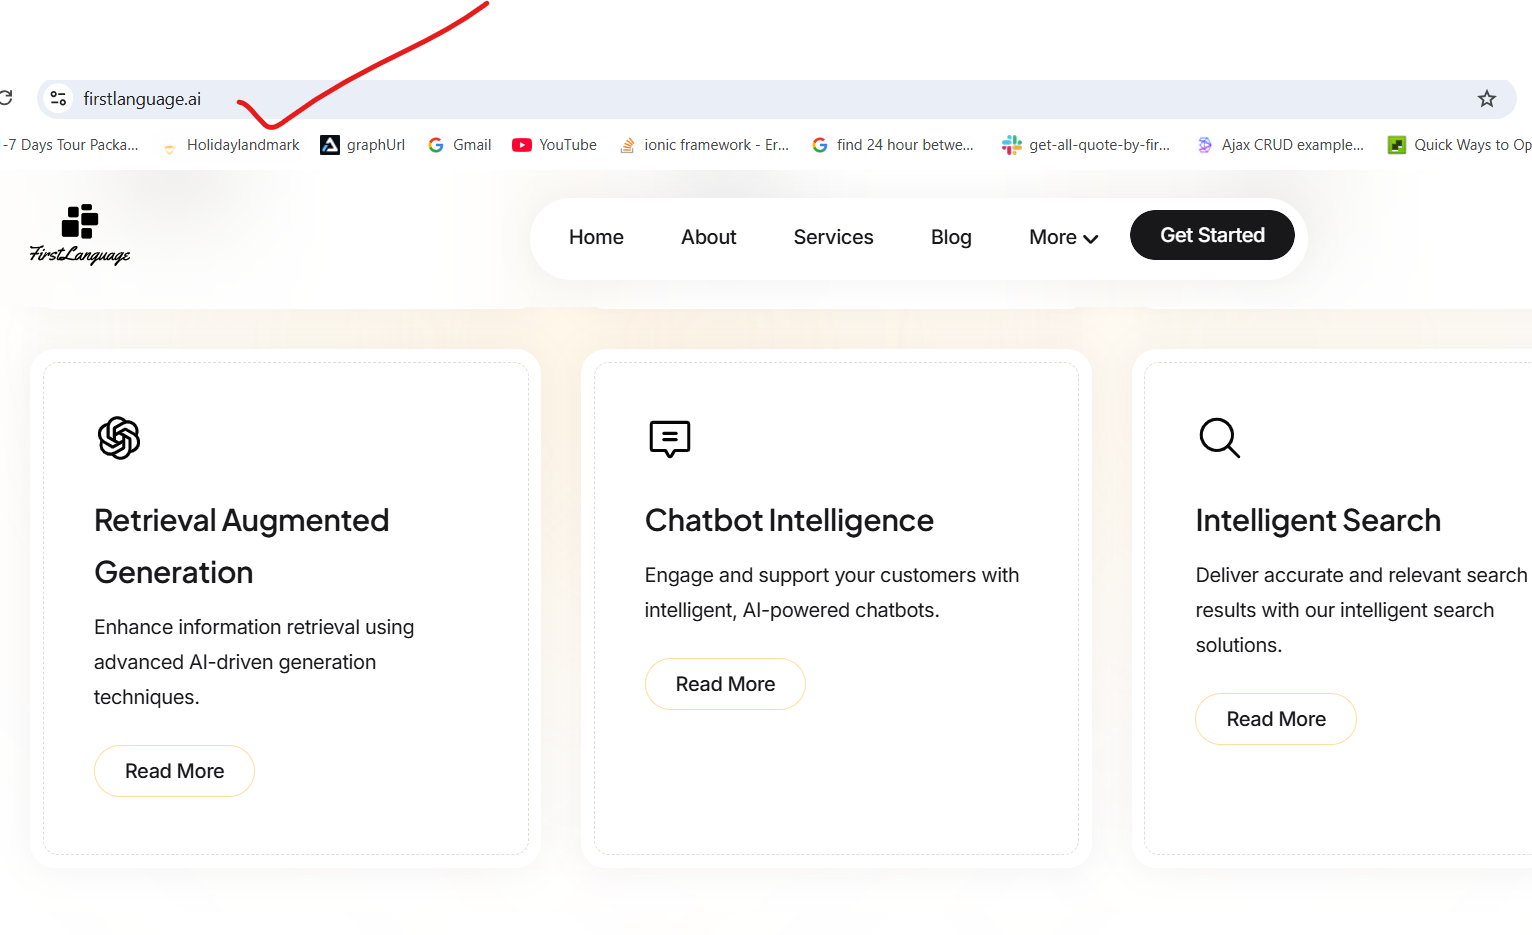 firstlanguage.ai
-7 Days Tour Packa... Holidaylandmark graphUrl Gmail YouTube ionic framework - Er... find 24 hour betwe... get-all-quote-by-fir... Ajax CRUD example... Quick Ways to Op
FirstLanguage
Home About Services Blog More Get Started
Retrieval Augmented
Generation
Enhance information retrieval using
advanced AI-driven generation
techniques.
Read More
Chatbot Intelligence
Engage and support your customers with
intelligent, AI-powered chatbots.
Read More
Intelligent Search
Deliver accurate and relevant search
results with our intelligent search
solutions.
Read More